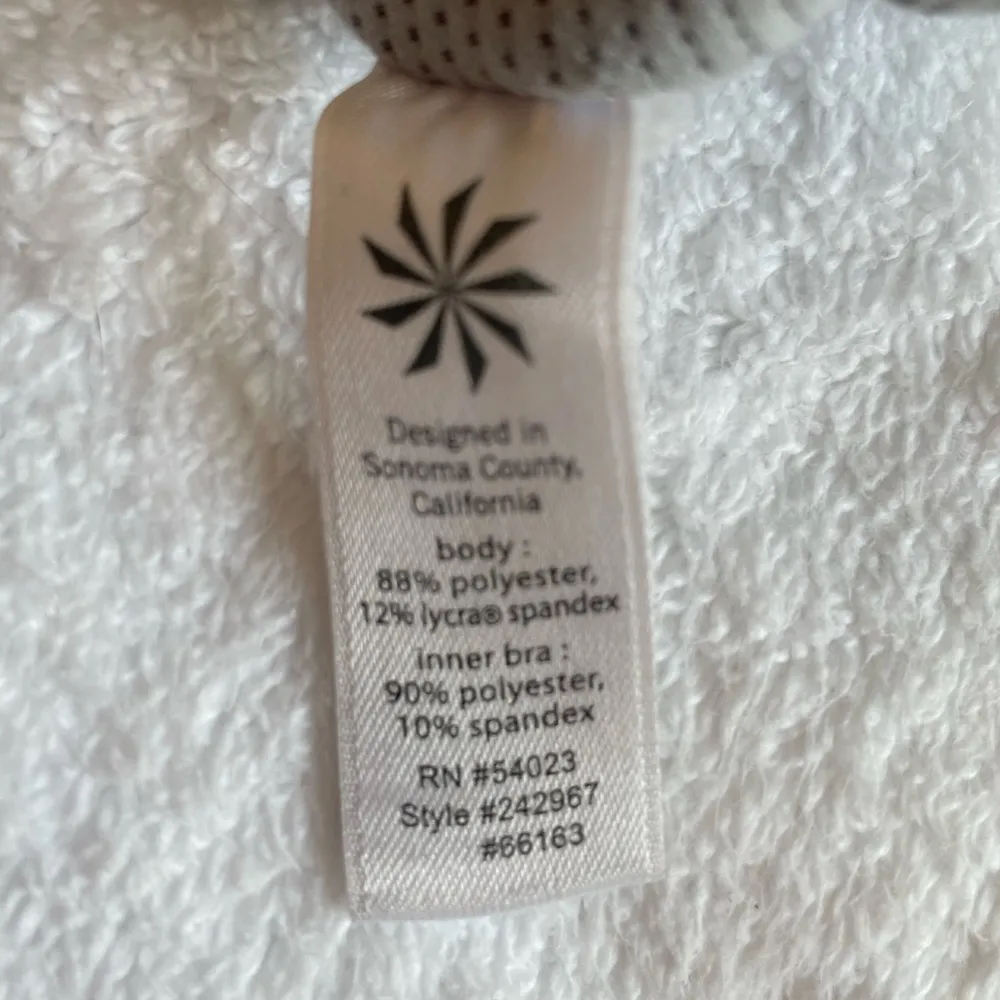 Designed in
Sonoma County,
California
body :
88% polyester,
12% lycra® spandex
inner bra :
90% polyester,
10% spandex
RN #54023
Style #242967
#66163